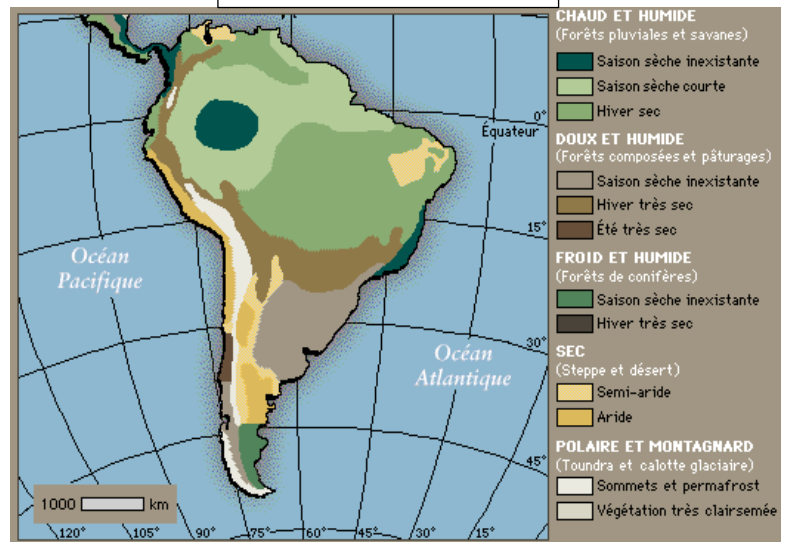 CHAUD ET HUMIDE
(Forêts pluviales et savanes)
Saison sèche inexistante
Saison sèche courte
Hiver sec
DOUX ET HUMIDE
(Forêts composées et pâturages)
Saison sèche inexistante
Hiver très sec
Été très sec
FROID ET HUMIDE
(Forêts de conifères)
Saison sèche inexistante
Hiver très sec
SEC
(Steppe et désert)
Semi-aride
Aride
POLAIRE ET MONTAGNARD
(Toundra et calotte glaciaire)
Sommets et permafrost
Végétation très clairsemée
0°
Équateur
15°
30°
45°
Océan
Pacifique
Océan
Atlantique
1000 km
120° 105° 90° 75° 60° 45° 30° 15°